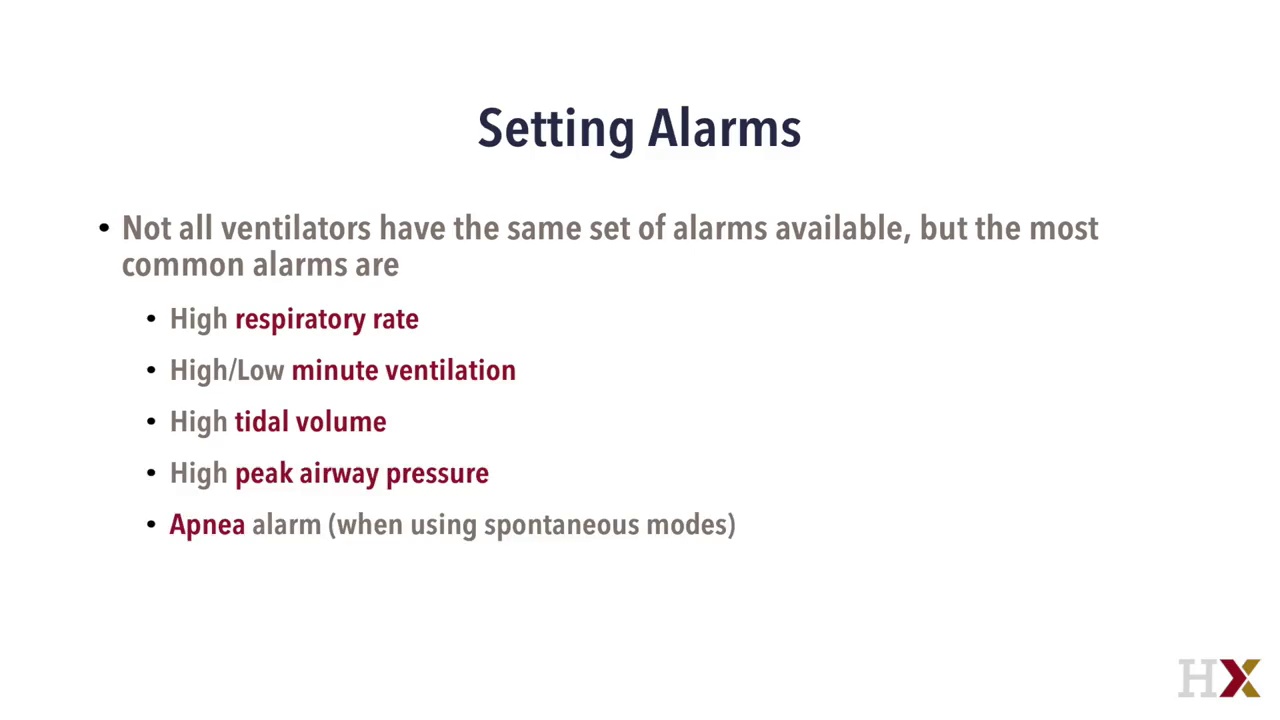 Setting Alarms
• Not all ventilators have the same set of alarms available, but the most
common alarms are
• High respiratory rate
• High/Low minute ventilation
• High tidal volume
• High peak airway pressure
• Apnea alarm (when using spontaneous modes)
HX